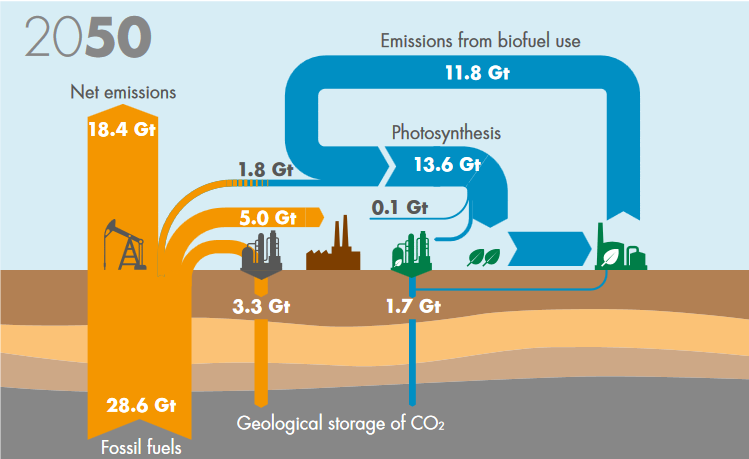 2050
Emissions from biofuel use
11.8 Gt
Net emissions
18.4 Gt
Photosynthesis
13.6 Gt
1.8 Gt
0.1 Gt
5.0 Gt
3.3 Gt
1.7 Gt
28.6 Gt
Geological storage of CO₂
Fossil fuels